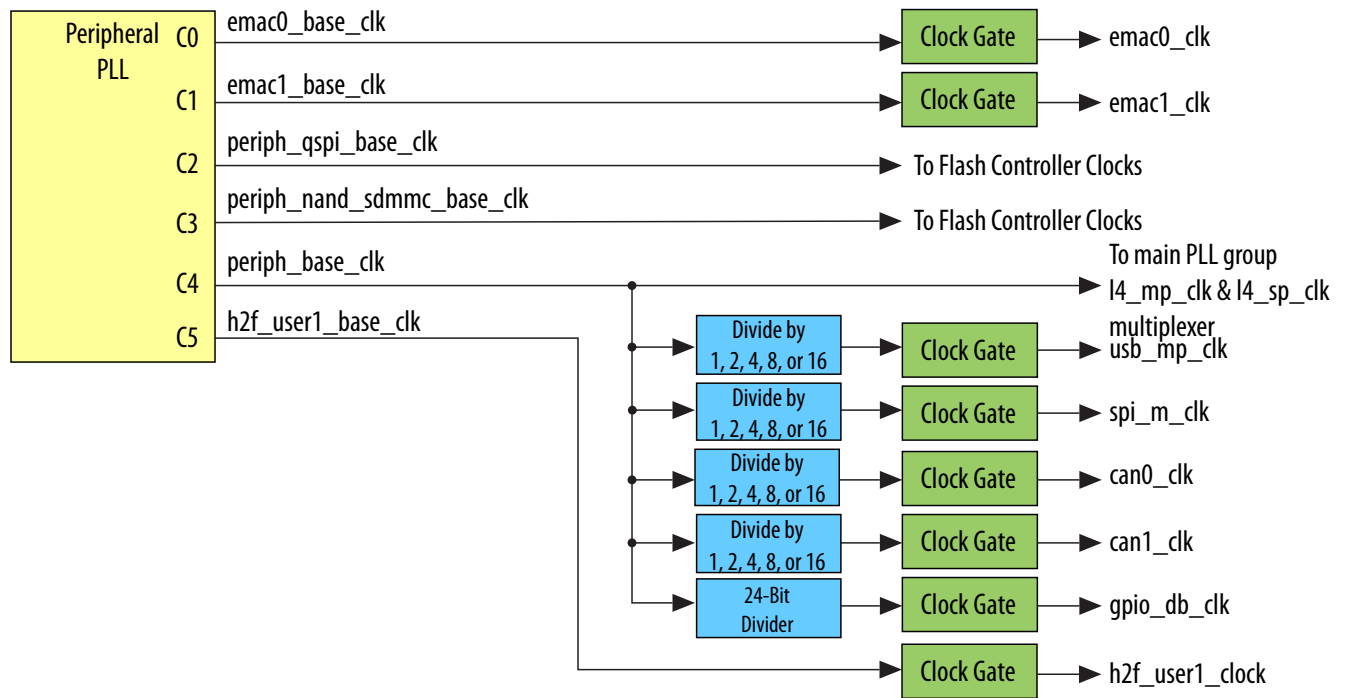 Peripheral
PLL
C0
emac0_base_clk
Clock Gate
emac0_clk
C1
emac1_base_clk
Clock Gate
emac1_clk
C2
periph_qspi_base_clk
To Flash Controller Clocks
C3
periph_nand_sdmmc_base_clk
To Flash Controller Clocks
C4
periph_base_clk
To main PLL group
l4_mp_clk & l4_sp_clk
multiplexer
C5
h2f_user1_base_clk
Divide by
1, 2, 4, 8, or 16
Clock Gate
usb_mp_clk
Divide by
1, 2, 4, 8, or 16
Clock Gate
spi_m_clk
Divide by
1, 2, 4, 8, or 16
Clock Gate
can0_clk
Divide by
1, 2, 4, 8, or 16
Clock Gate
can1_clk
24-Bit
Divider
Clock Gate
gpio_db_clk
Clock Gate
h2f_user1_clock